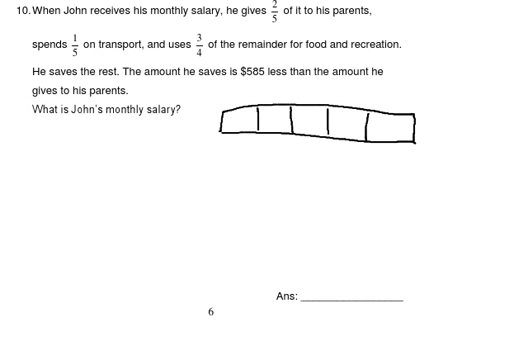 10. When John receives his monthly salary, he gives 2/5 of it to his parents,
spends 1/5 on transport, and uses 3/4 of the remainder for food and recreation.
He saves the rest. The amount he saves is $585 less than the amount he
gives to his parents.
What is John's monthly salary?
Ans: ____________________
6